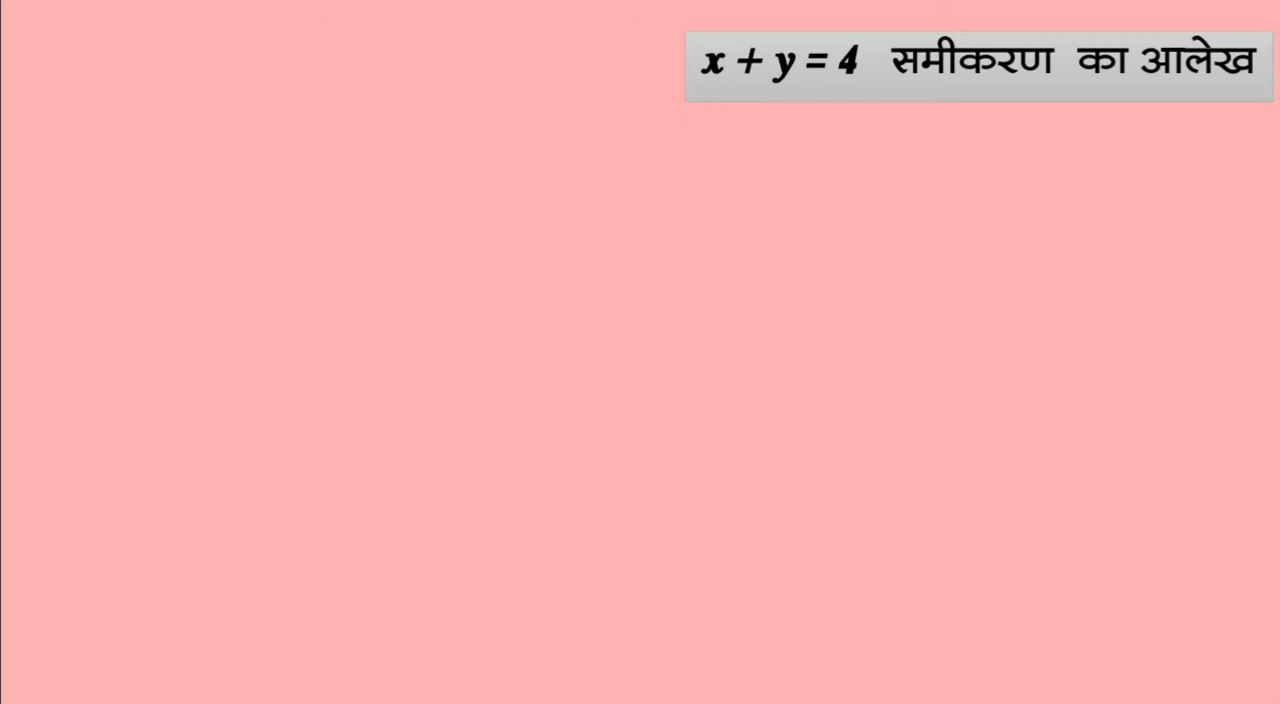 x + y = 4 समीकरण का आलेख